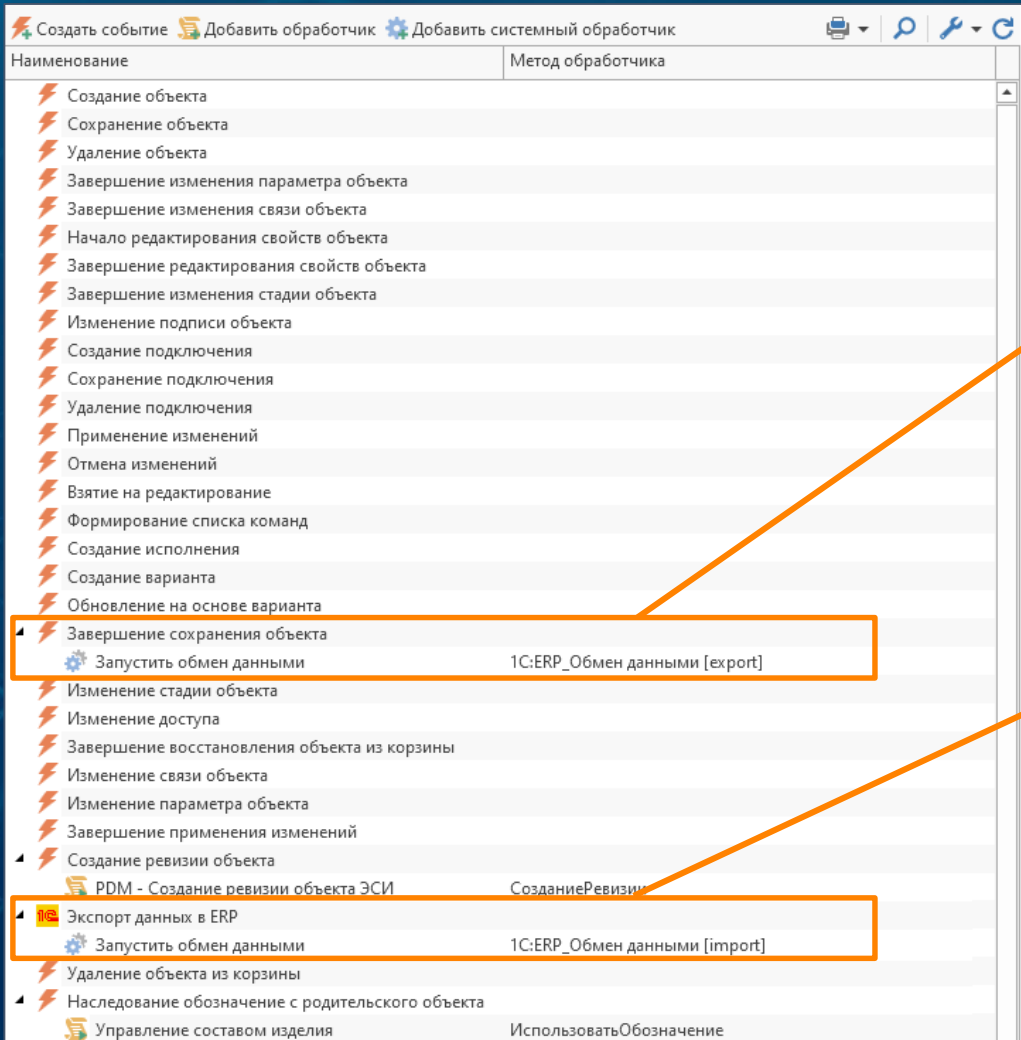 Создать событие Добавить обработчик Добавить системный обработчик
Наименование Метод обработчика
Создание объекта
Сохранение объекта
Удаление объекта
Завершение изменения параметра объекта
Завершение изменения связи объекта
Начало редактирования свойств объекта
Завершение редактирования свойств объекта
Завершение изменения стадии объекта
Изменение подписи объекта
Создание подключения
Сохранение подключения
Удаление подключения
Применение изменений
Отмена изменений
Взятие на редактирование
Формирование списка команд
Создание исполнения
Создание варианта
Обновление на основе варианта
Завершение сохранения объекта
Запустить обмен данными 1C:ERP_Обмен данными [export]
Изменение стадии объекта
Изменение доступа
Завершение восстановления объекта из корзины
Изменение связи объекта
Изменение параметра объекта
Завершение применения изменений
Создание ревизии объекта
PDM - Создание ревизии объекта ЭСИ СозданиеРевизии
1С Экспорт данных в ERP
Запустить обмен данными 1C:ERP_Обмен данными [import]
Удаление объекта из корзины
Наследование обозначение с родительского объекта
Управление составом изделия ИспользоватьОбозначение